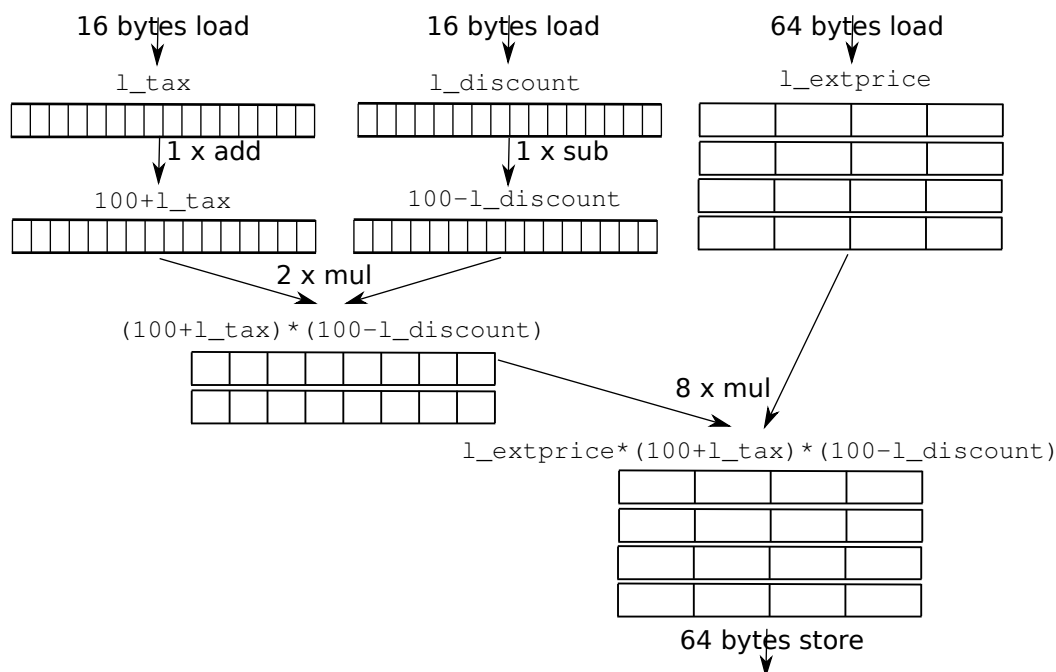 16 bytes load
16 bytes load
64 bytes load
l_tax
l_discount
l_extprice
1 x add
1 x sub
100+l_tax
100-l_discount
2 x mul
(100+l_tax)*(100-l_discount)
8 x mul
l_extprice*(100+l_tax)*(100-l_discount)
64 bytes store